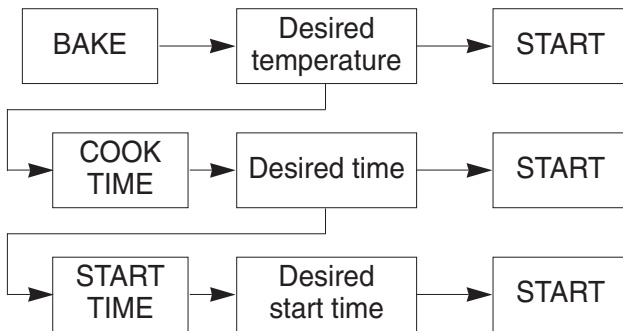 BAKE
Desired
temperature
START
COOK
TIME
Desired time
START
START
TIME
Desired
start time
START